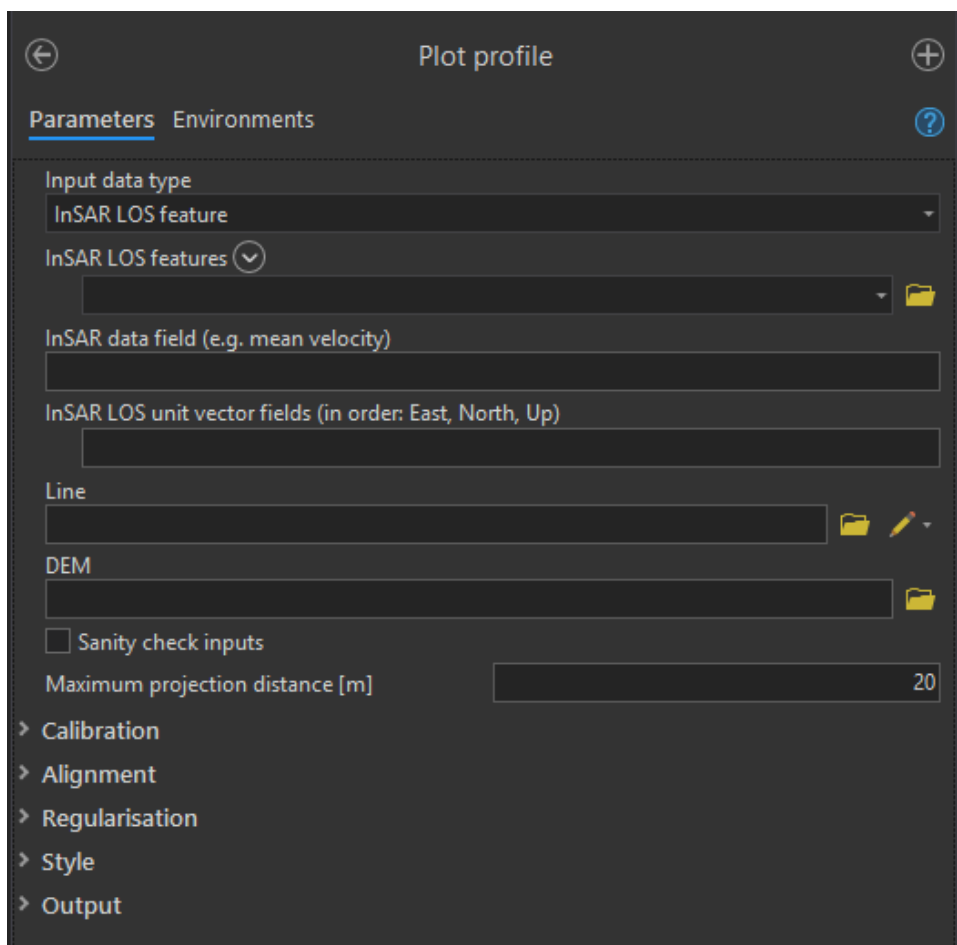 Plot profile
Parameters Environments
Input data type
InSAR LOS feature
InSAR LOS features
InSAR data field (e.g. mean velocity)
InSAR LOS unit vector fields (in order: East, North, Up)
Line
DEM
Sanity check inputs
Maximum projection distance [m] 20
Calibration
Alignment
Regularisation
Style
Output